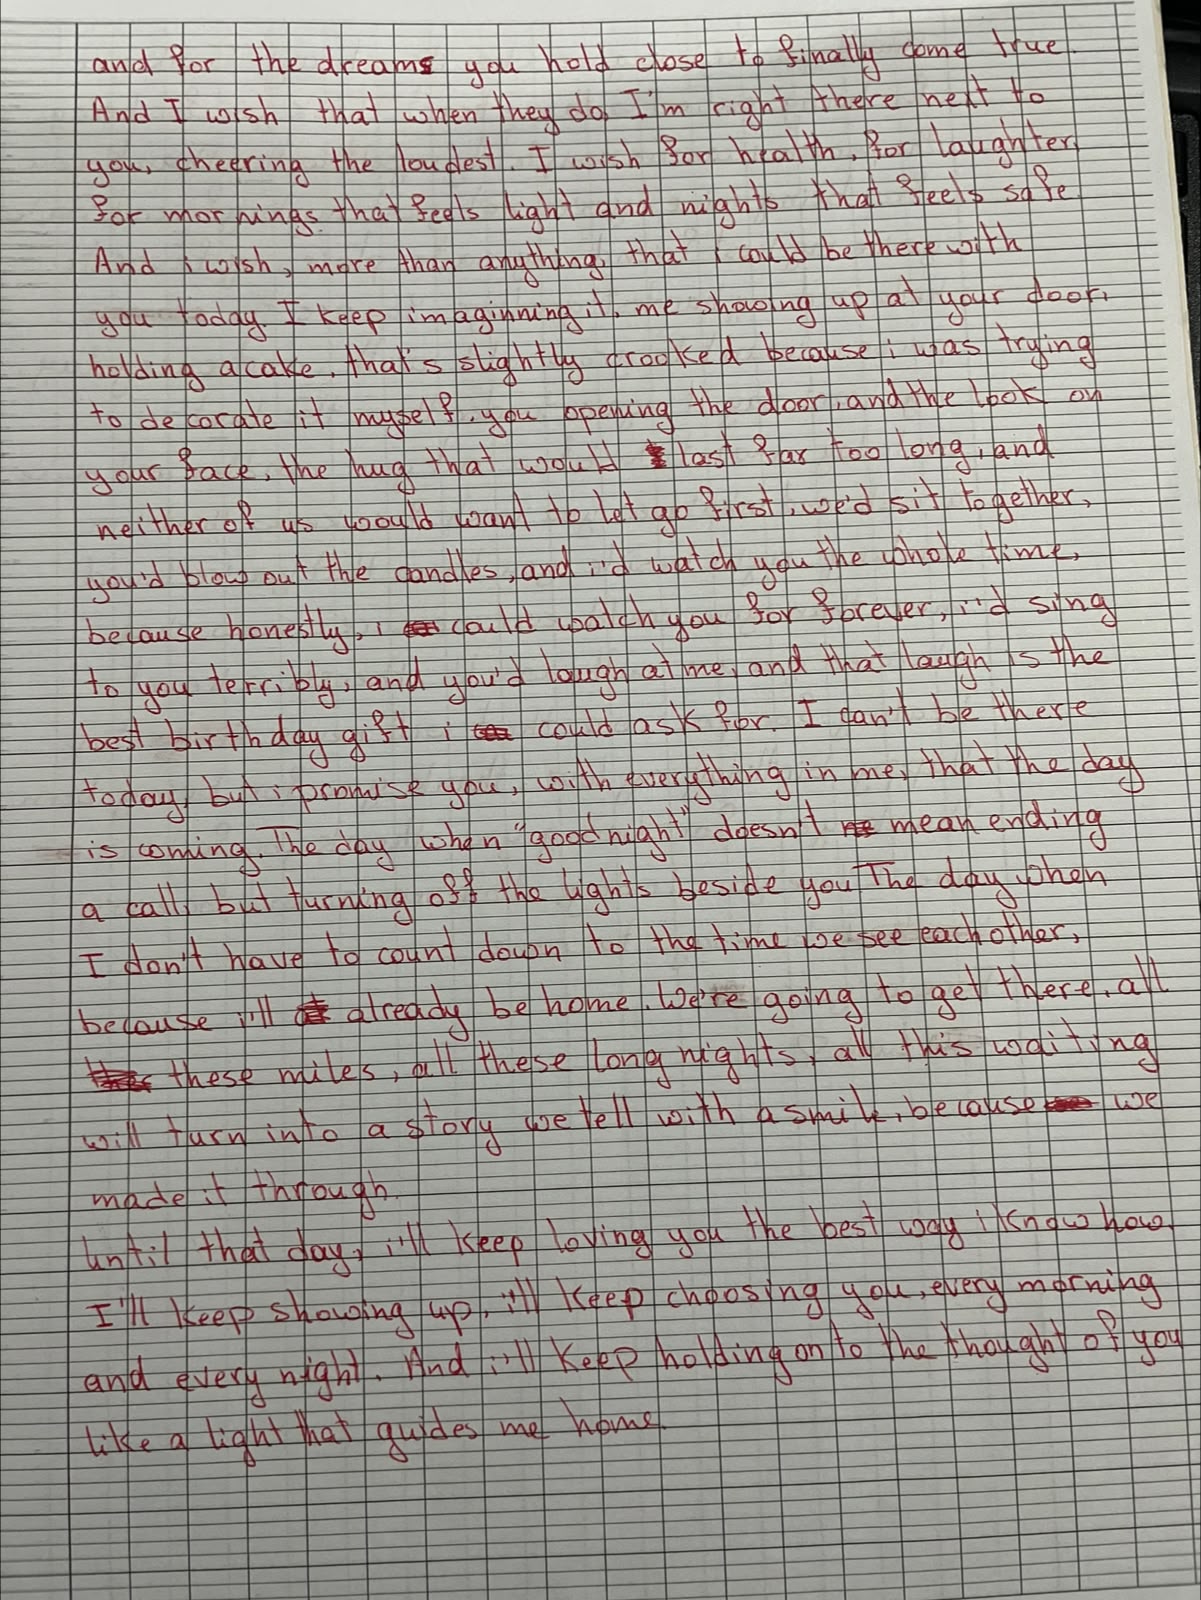 and for the dreams you hold close to finally come true.
And I wish that when they do, I'm right there next to
you, cheering the loudest. I wish for health, for laughter,
for mornings that feels light and nights that feels safe.
And i wish, more than anything, that i could be there with
you today. I keep imaginning it, me showing up at your door,
holding a cake, that's slightly crooked because i was trying
to decorate it myself, you opening the door, and the look on
your face, the hug that would last far too long, and
neither of us would want to let go first, we'd sit together,
you'd blow out the candles, and i'd watch you the whole time,
because honestly, i could watch you for forever, i'd sing
to you terribly, and you'd laugh at me, and that laugh is the
best birthday gift i could ask for. I can't be there
today, but i promise you, with everything in me, that the day
is coming. The day when "good night" doesn't mean ending
a call, but turning off the lights beside you The day when
I don't have to count down to the time we see each other,
because i'll already be home. We're going to get there, all
these miles, all these long nights, all this waiting
will turn into a story we tell with a smile, because we
made it through.
until that day, i'll keep loving you the best way i know how.
I'll keep showing up, i'll keep choosing you, every morning
and every night. And i'll keep holding on to the thought of you
like a light that guides me home.